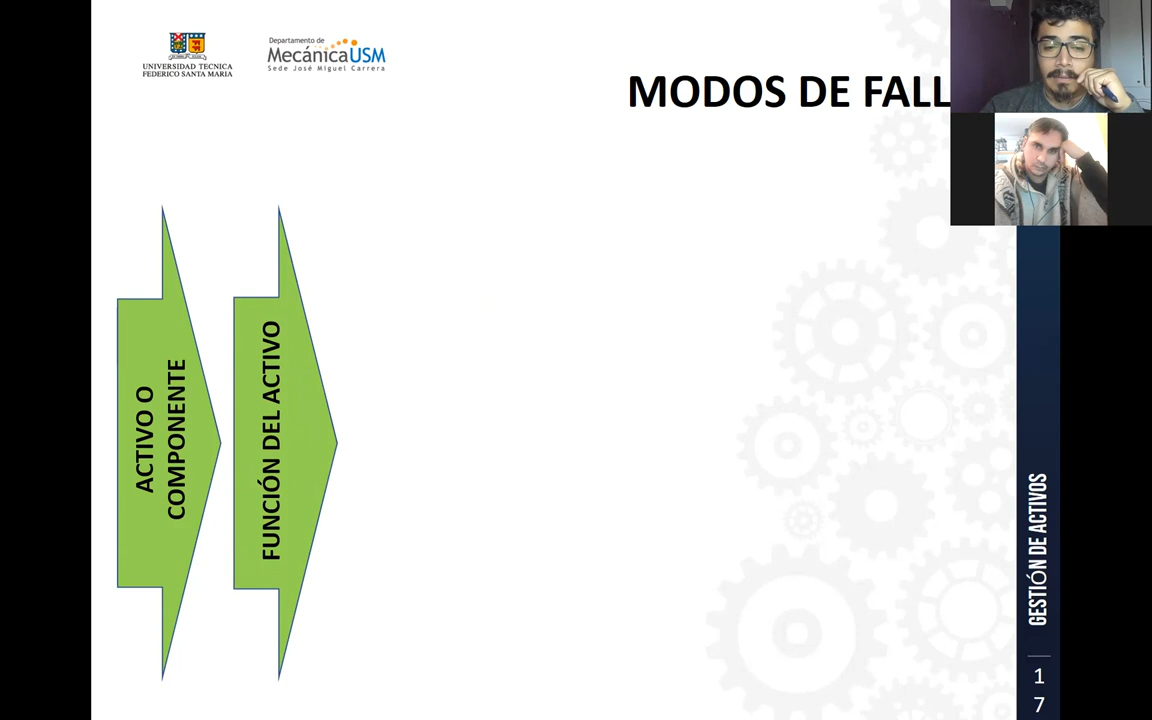 UNIVERSIDAD TECNICA
FEDERICO SANTA MARIA
Departamento de
MecánicaUSM
Sede José Miguel Carrera
MODOS DE FALL
ACTIVO O
COMPONENTE
FUNCIÓN DEL ACTIVO
GESTIÓN DE ACTIVOS
1
7